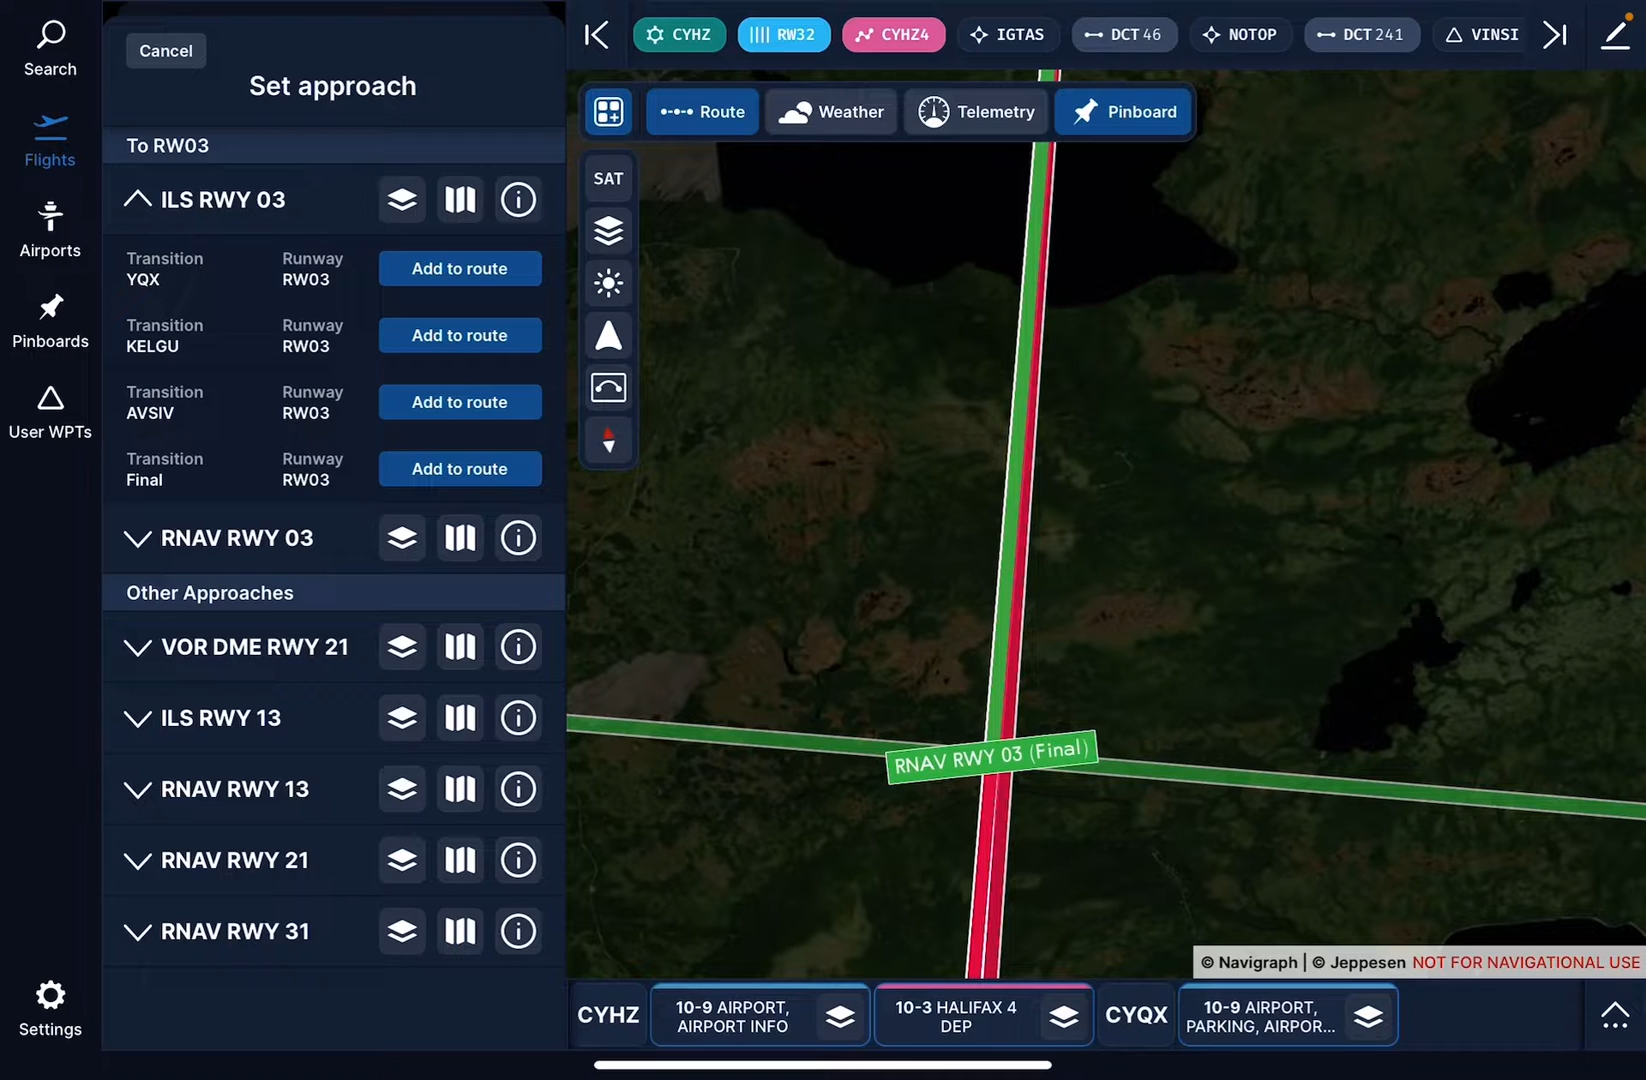 Search
Flights
Airports
Pinboards
User WPTs
Settings
Cancel
Set approach
To RW03
ILS RWY 03
Transition Runway
YQX RW03
Add to route
Transition Runway
KELGU RW03
Add to route
Transition Runway
AVSIV RW03
Add to route
Transition Runway
Final RW03
Add to route
RNAV RWY 03
Other Approaches
VOR DME RWY 21
ILS RWY 13
RNAV RWY 13
RNAV RWY 21
RNAV RWY 31
CYHZ RW32 CYHZ4 IGTAS DCT 46 NOTOP DCT 241 VINSI
Route Weather Telemetry Pinboard
SAT
RNAV RWY 03 (Final)
© Navigraph | © Jeppesen NOT FOR NAVIGATIONAL USE
CYHZ
10-9 AIRPORT,
AIRPORT INFO
10-3 HALIFAX 4
DEP
CYQX
10-9 AIRPORT,
PARKING, AIRPOR...